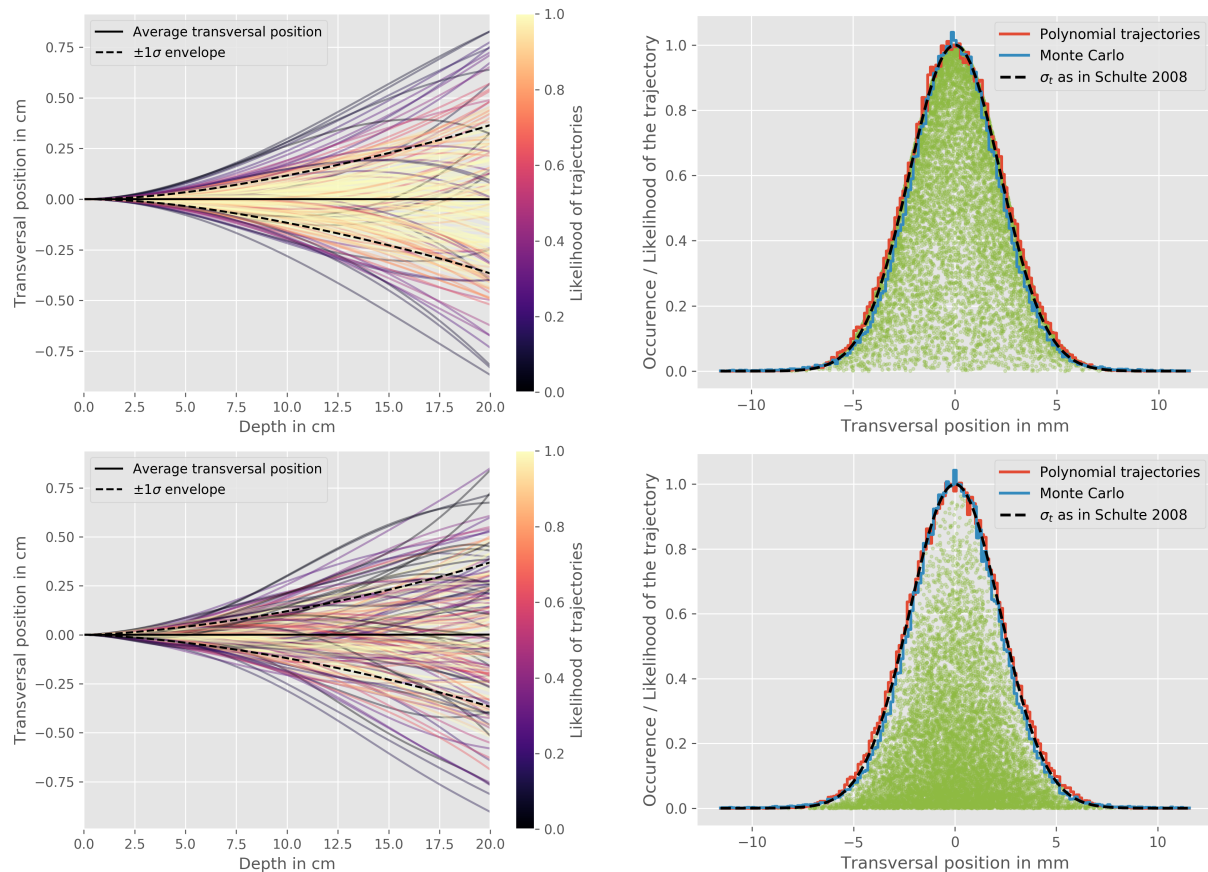 Average transversal position
±1σ envelope
Transversal position in cm
0.75
0.50
0.25
0.00
−0.25
−0.50
−0.75
0.0 2.5 5.0 7.5 10.0 12.5 15.0 17.5 20.0
Depth in cm
1.0
0.8
0.6
0.4
0.2
0.0
Likelihood of trajectories
Polynomial trajectories
Monte Carlo
σt as in Schulte 2008
Occurence / Likelihood of the trajectory
1.0
0.8
0.6
0.4
0.2
0.0
−10 −5 0 5 10
Transversal position in mm
Average transversal position
±1σ envelope
Transversal position in cm
0.75
0.50
0.25
0.00
−0.25
−0.50
−0.75
0.0 2.5 5.0 7.5 10.0 12.5 15.0 17.5 20.0
Depth in cm
1.0
0.8
0.6
0.4
0.2
0.0
Likelihood of trajectories
Polynomial trajectories
Monte Carlo
σt as in Schulte 2008
Occurence / Likelihood of the trajectory
1.0
0.8
0.6
0.4
0.2
0.0
−10 −5 0 5 10
Transversal position in mm